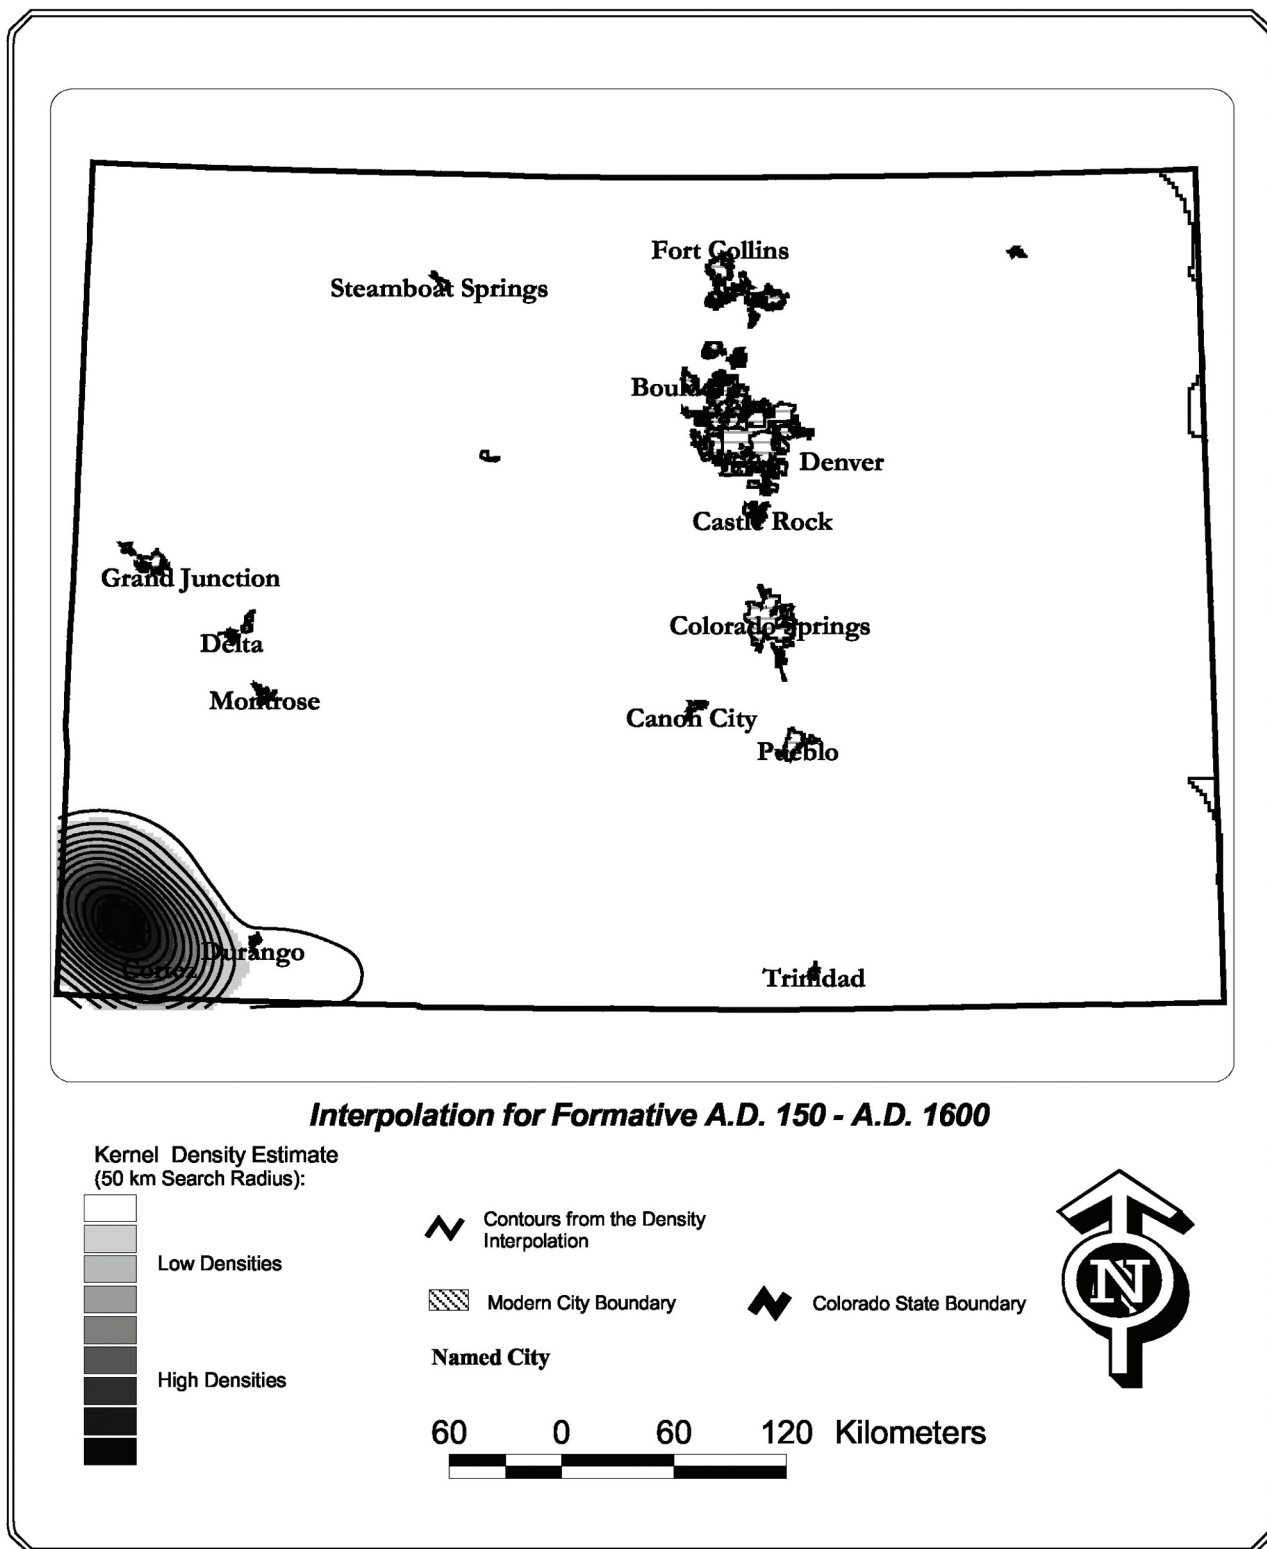 Fort Collins
Steamboat Springs
Boulder
Denver
Castle Rock
Grand Junction
Colorado Springs
Delta
Montrose
Canon City
Pueblo
Durango
Cortez
Trinidad
Interpolation for Formative A.D. 150 - A.D. 1600
Kernel Density Estimate
(50 km Search Radius):
Low Densities
High Densities
Contours from the Density
Interpolation
Modern City Boundary
Colorado State Boundary
Named City
60 0 60 120 Kilometers
N